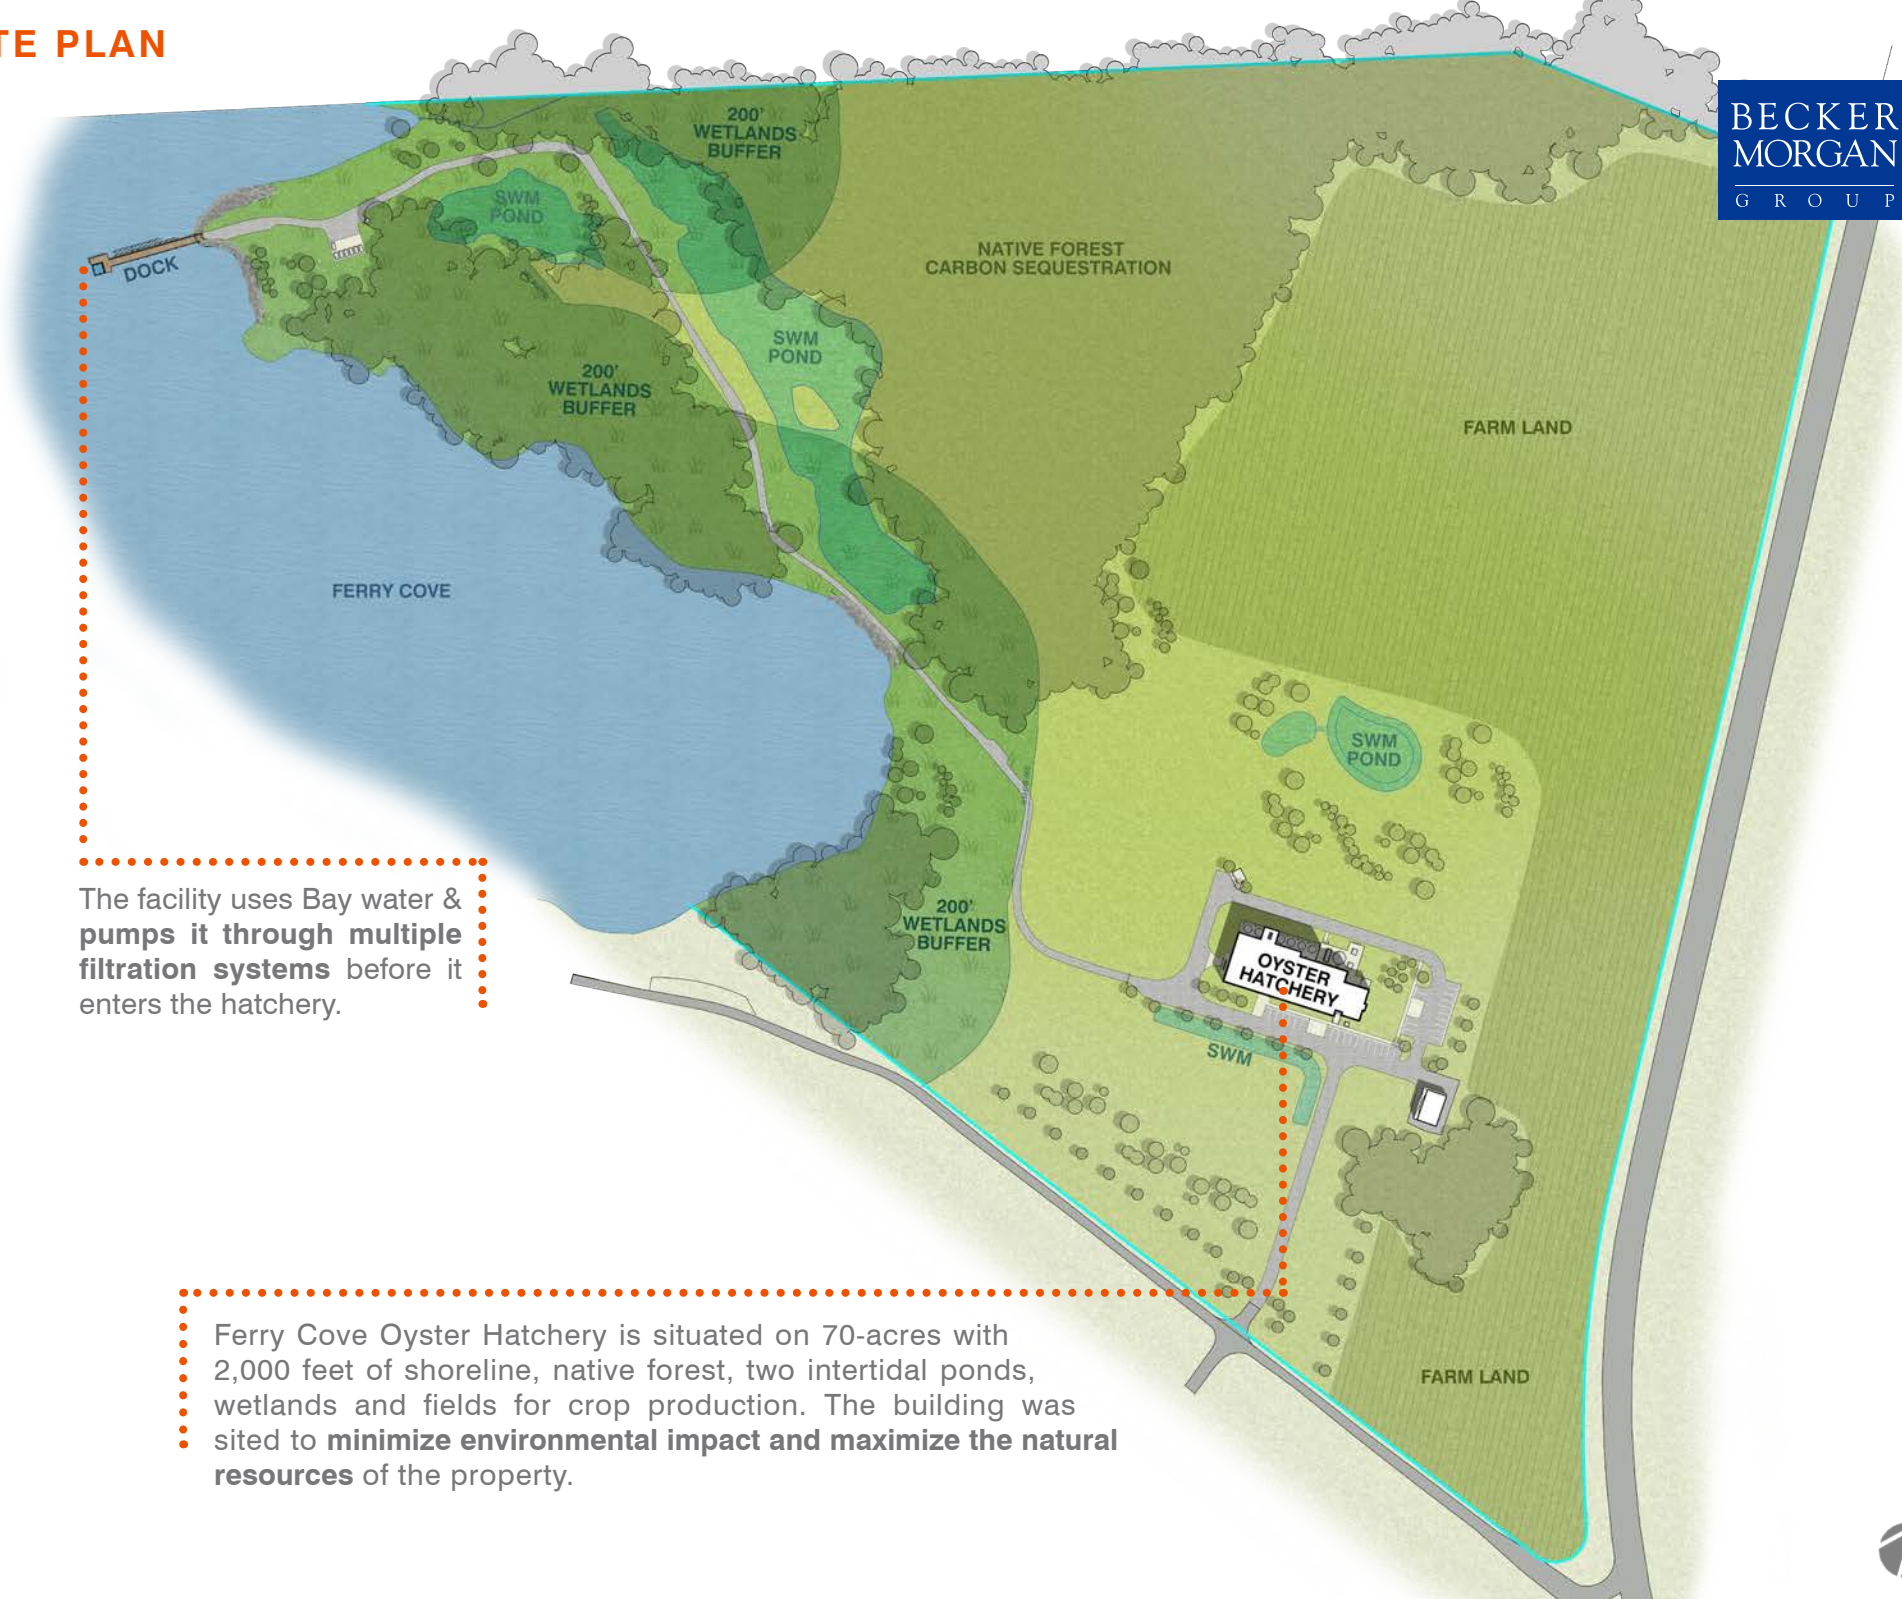 TE PLAN
BECKER
MORGAN
GROUP
200'
WETLANDS
BUFFER
SWM
POND
DOCK
NATIVE FOREST
CARBON SEQUESTRATION
SWM
POND
200'
WETLANDS
BUFFER
FARM LAND
FERRY COVE
SWM
POND
The facility uses Bay water &
pumps it through multiple
filtration systems before it
enters the hatchery.
200'
WETLANDS
BUFFER
OYSTER
HATCHERY
SWM
Ferry Cove Oyster Hatchery is situated on 70-acres with
2,000 feet of shoreline, native forest, two intertidal ponds,
wetlands and fields for crop production. The building was
sited to minimize environmental impact and maximize the natural
resources of the property.
FARM LAND